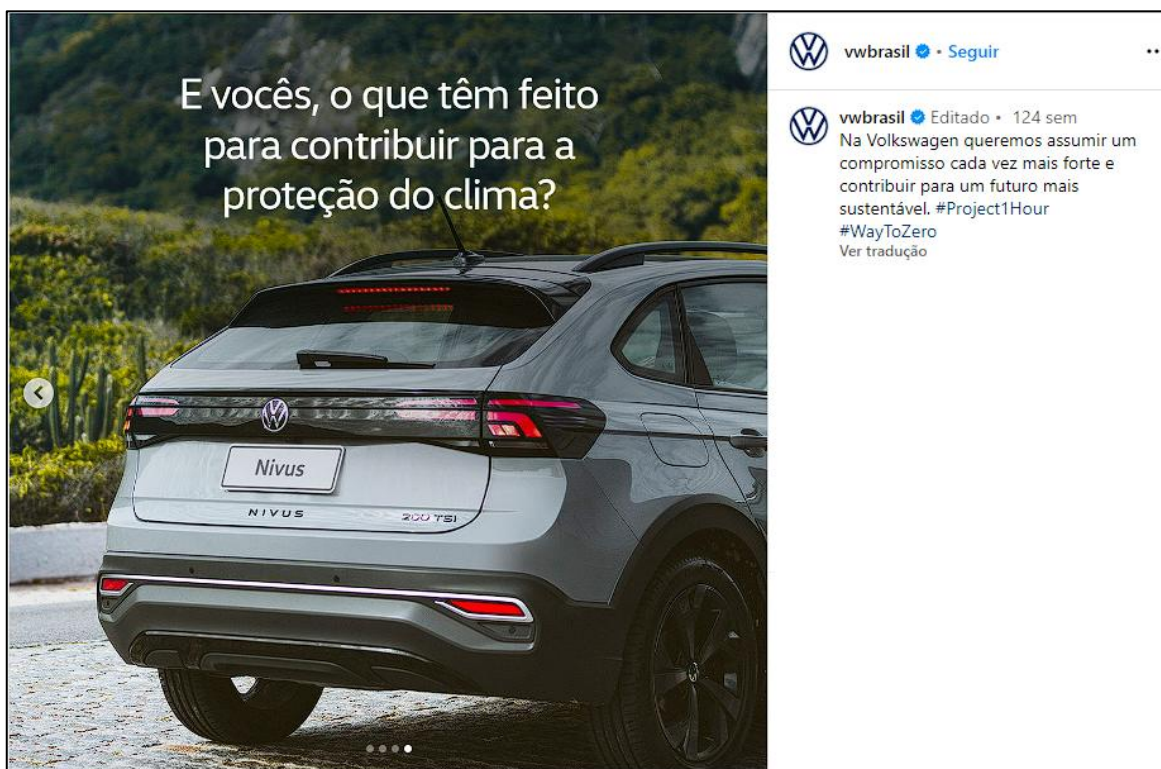 E vocês, o que têm feito
para contribuir para a
proteção do clima?
Nivus
NIVUS
200 TSI
vwbrasil • Seguir
vwbrasil Editado • 124 sem
Na Volkswagen queremos assumir um
compromisso cada vez mais forte e
contribuir para um futuro mais
sustentável. #Project1Hour
#WayToZero
Ver tradução